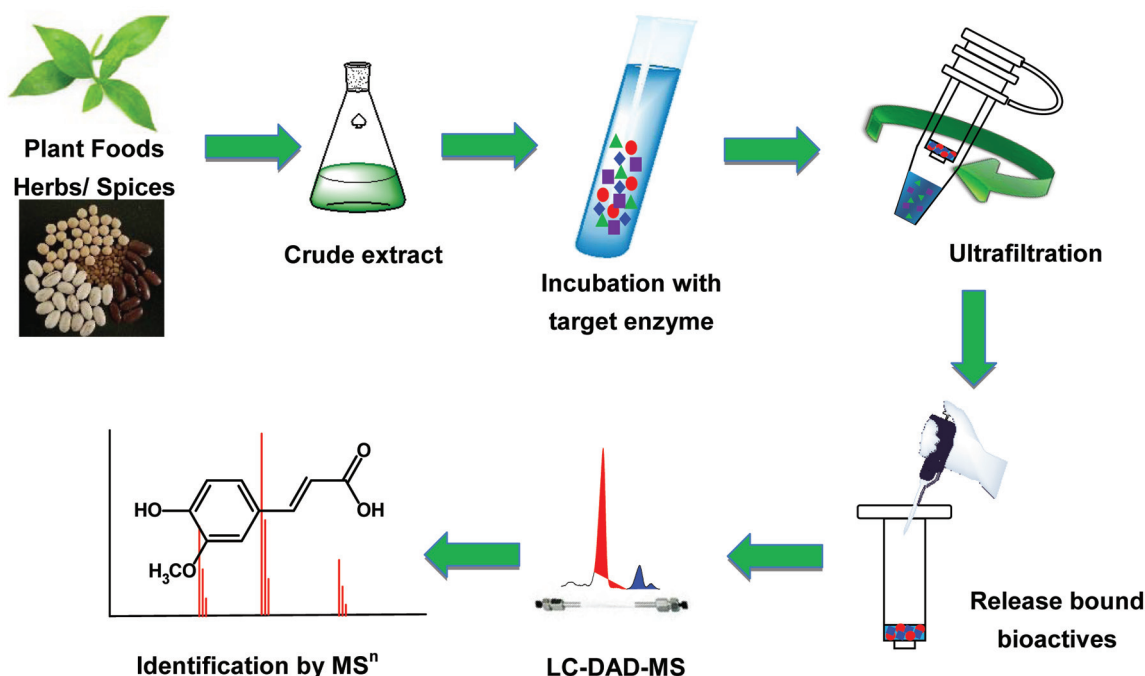 Plant Foods
Herbs/ Spices
Crude extract
Incubation with
target enzyme
Ultrafiltration
Release bound
bioactives
LC-DAD-MS
Identification by MSⁿ
O
HO
OH
H₃CO